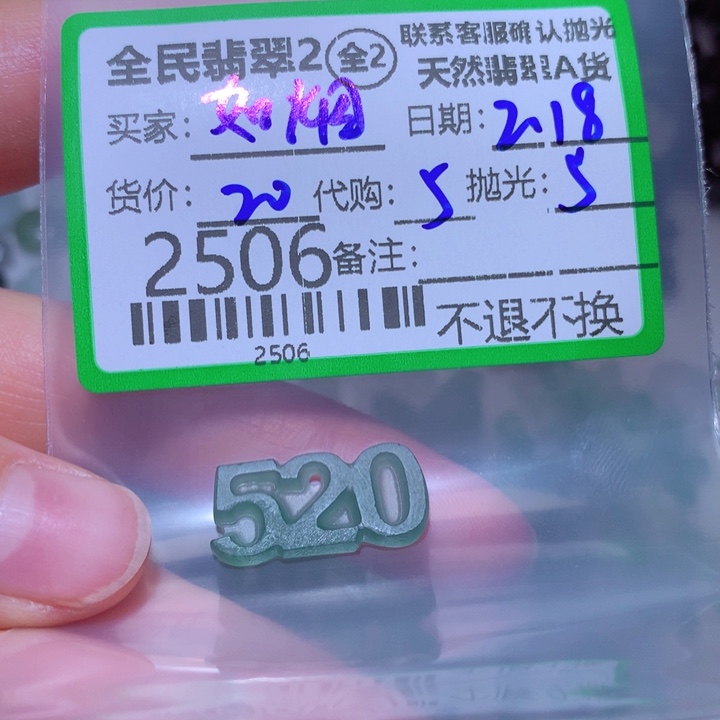 全民翡翠2 全2 联系客服确认抛光
天然翡翠A货
买家: 如烟 日期: 2.18
货价: 20 代购: 5 抛光: 5
2506 备注:
2506 不退不换
520